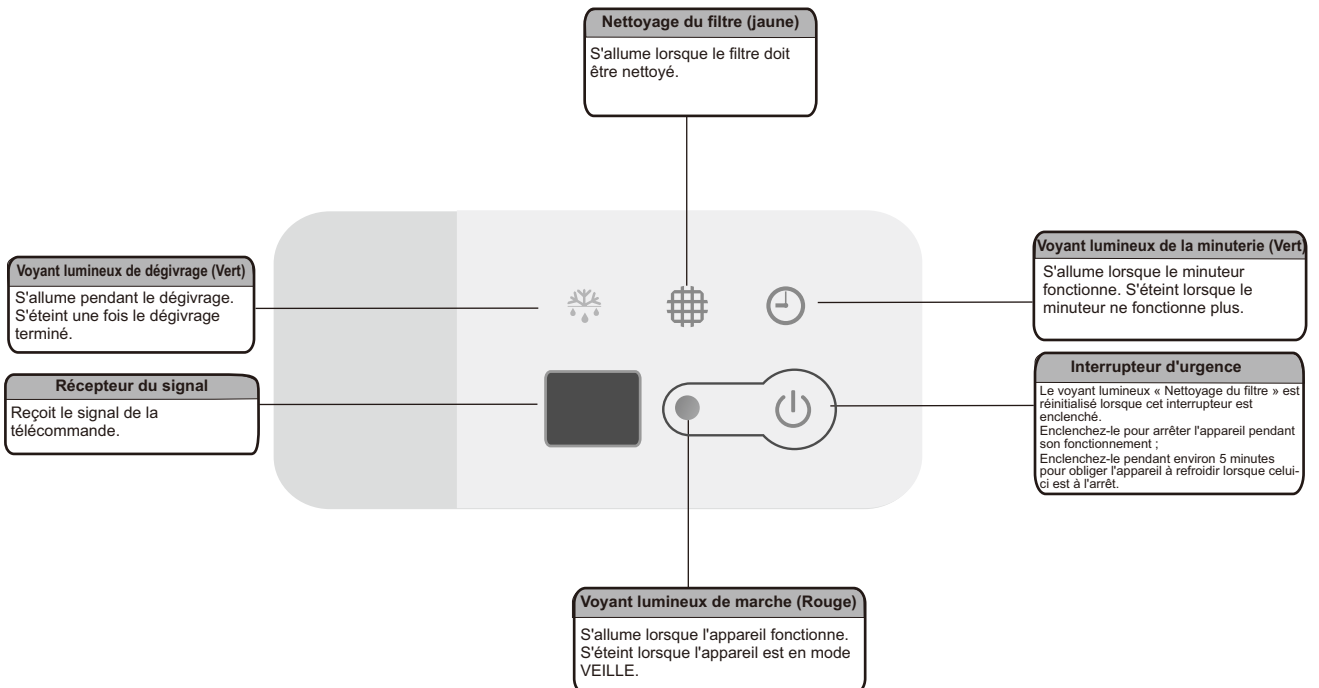 Nettoyage du filtre (jaune)
S'allume lorsque le filtre doit
être nettoyé.
Voyant lumineux de dégivrage (Vert)
S'allume pendant le dégivrage.
S'éteint une fois le dégivrage
terminé.
Voyant lumineux de la minuterie (Vert)
S'allume lorsque le minuteur
fonctionne. S'éteint lorsque le
minuteur ne fonctionne plus.
Récepteur du signal
Reçoit le signal de la
télécommande.
Interrupteur d'urgence
Le voyant lumineux « Nettoyage du filtre » est
réinitialisé lorsque cet interrupteur est
enclenché.
Enclenchez-le pour arrêter l'appareil pendant
son fonctionnement ;
Enclenchez-le pendant environ 5 minutes
pour obliger l'appareil à refroidir lorsque celui-
ci est à l'arrêt.
Voyant lumineux de marche (Rouge)
S'allume lorsque l'appareil fonctionne.
S'éteint lorsque l'appareil est en mode
VEILLE.